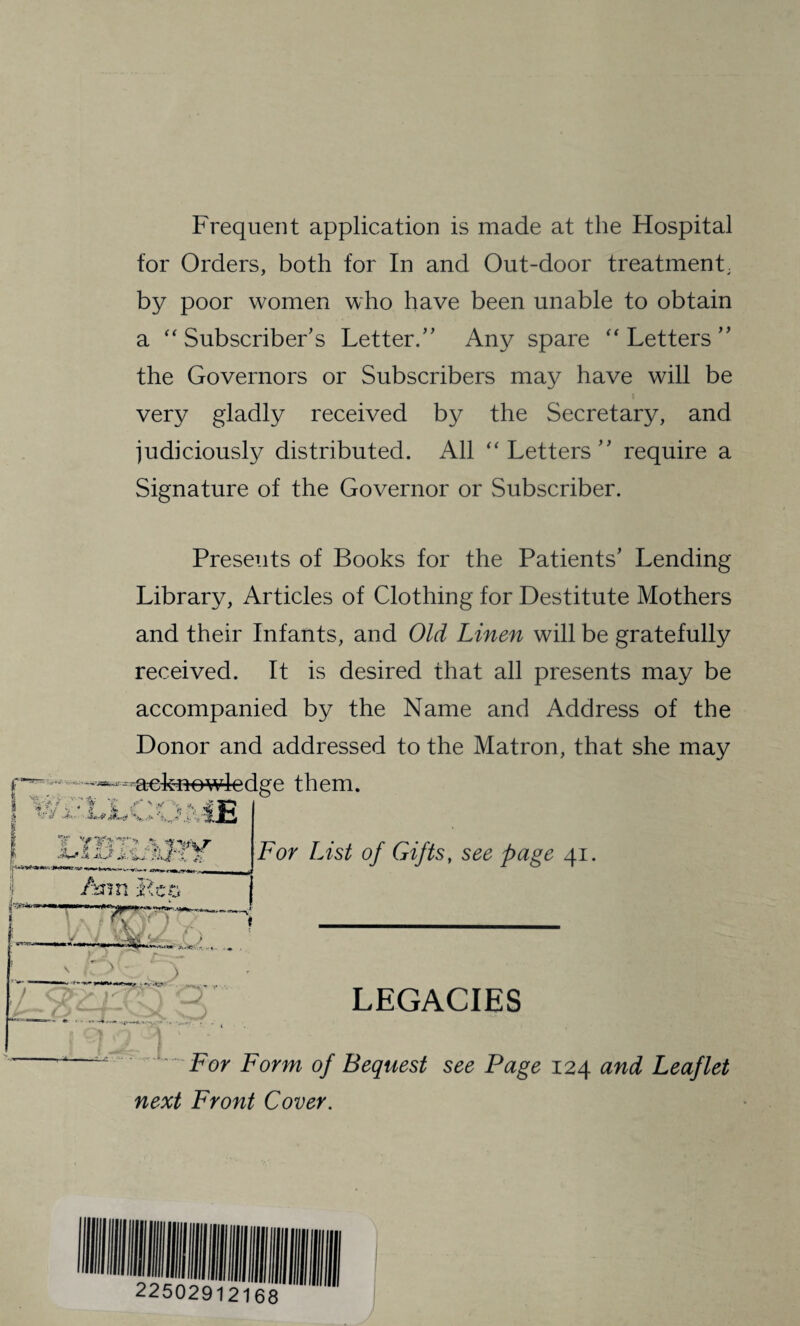 Frequent application is made at the Hospital
for Orders, both for In and Out-door treatment,
by poor women who have been unable to obtain
a “ Subscriber’s Letter.” Any spare “ Letters ”
the Governors or Subscribers may have will be
very gladly received by the Secretary, and
judiciously distributed. All “ Letters ” require a
Signature of the Governor or Subscriber.
Presents of Books for the Patients’ Lending
Library, Articles of Clothing for Destitute Mothers
and their Infants, and Old Linen will be gratefully
received. It is desired that all presents may be
accompanied by the Name and Address of the
Donor and addressed to the Matron, that she may
acknowledge them.
WELLCOME
LIBRARY
Ann Rep
For List of Gifts, see page 41.
LEGACIES
For Form of Bequest see Page 124 and Leaflet
next Front Cover.
22502912168